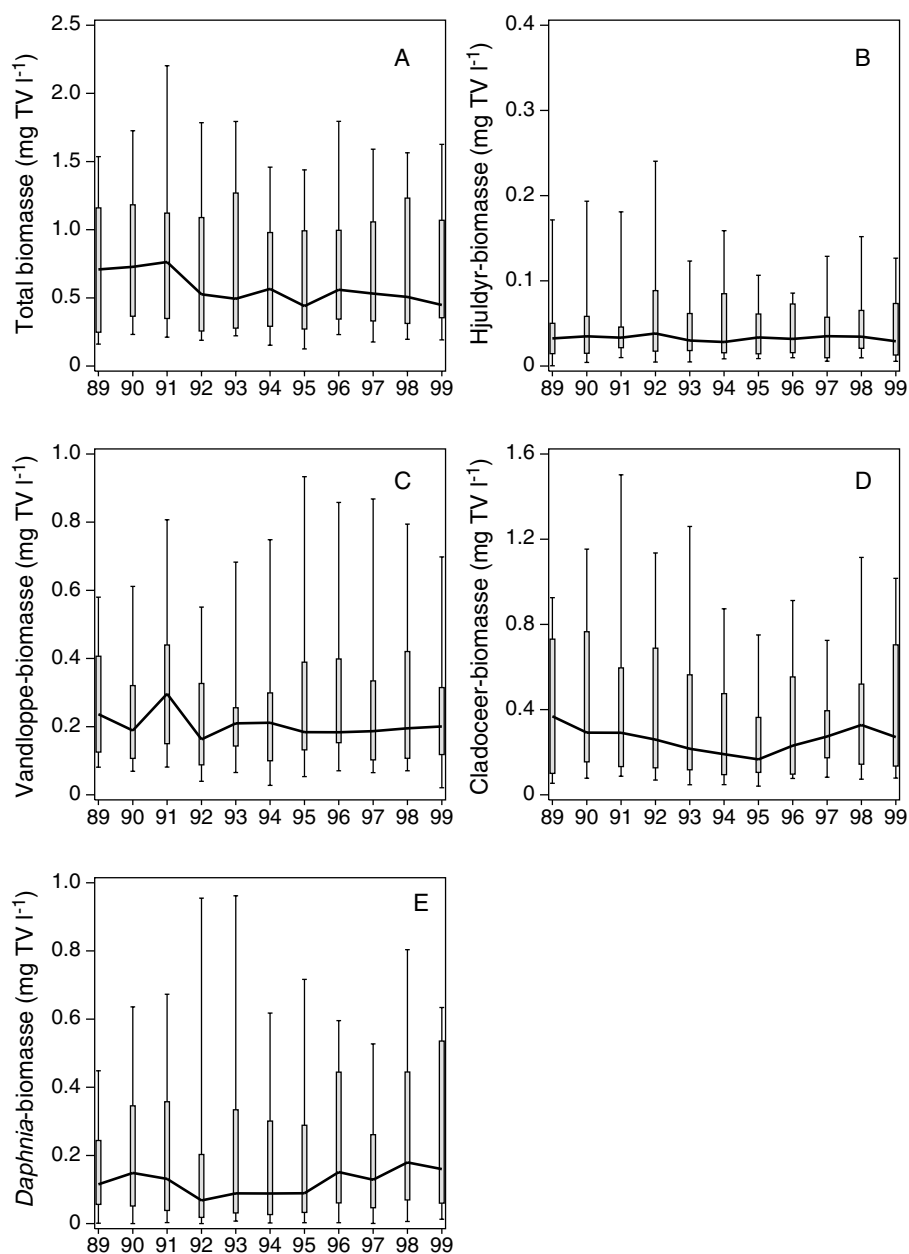 A
Total biomasse (mg TV l-1)
2.5
2.0
1.5
1.0
0.5
0
89 90 91 92 93 94 95 96 97 98 99
B
Hjuldyr-biomasse (mg TV l-1)
0.4
0.3
0.2
0.1
0
89 90 91 92 93 94 95 96 97 98 99
C
Vandloppe-biomasse (mg TV l-1)
1.0
0.8
0.6
0.4
0.2
0
89 90 91 92 93 94 95 96 97 98 99
D
Cladoceer-biomasse (mg TV l-1)
1.6
1.2
0.8
0.4
0
89 90 91 92 93 94 95 96 97 98 99
E
Daphnia-biomasse (mg TV l-1)
1.0
0.8
0.6
0.4
0.2
0
89 90 91 92 93 94 95 96 97 98 99